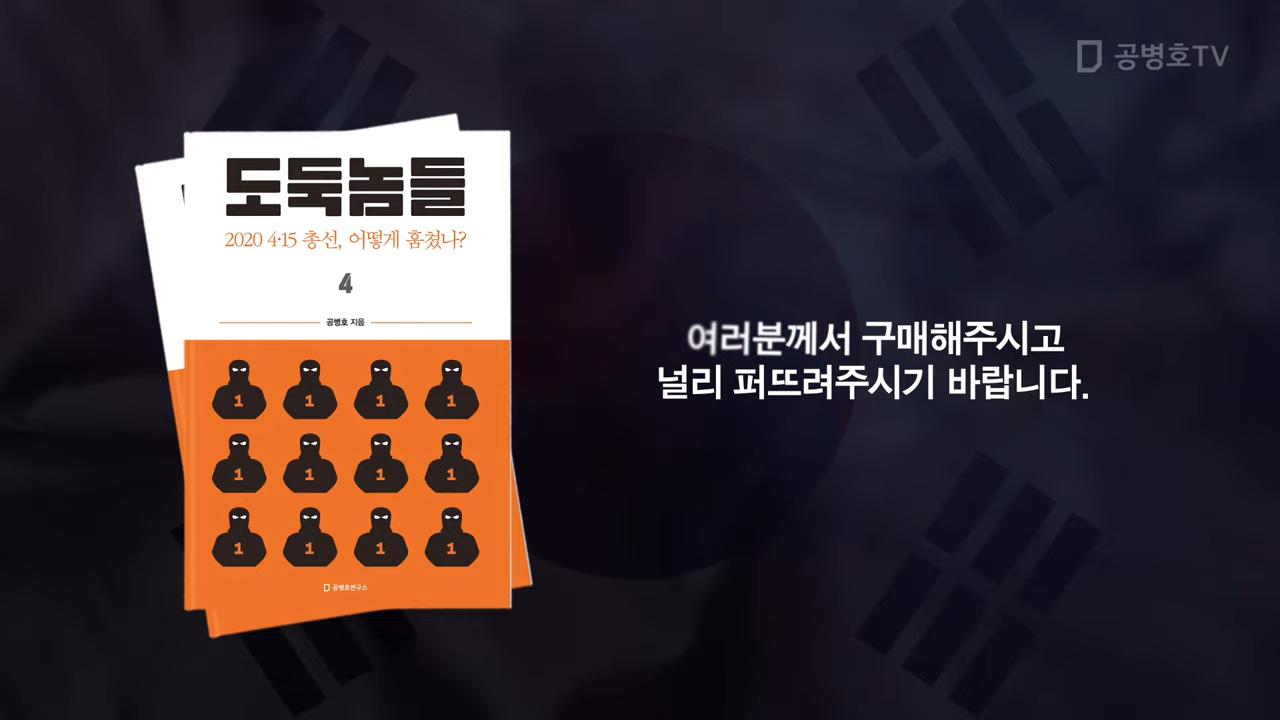 공병호TV
도둑놈들
2020 4·15 총선, 어떻게 훔쳤나?
4
공병호 지음
1 1 1 1
1 1 1 1
1 1 1 1
공병호연구소
여러분께서 구매해주시고
널리 퍼뜨려주시기 바랍니다.